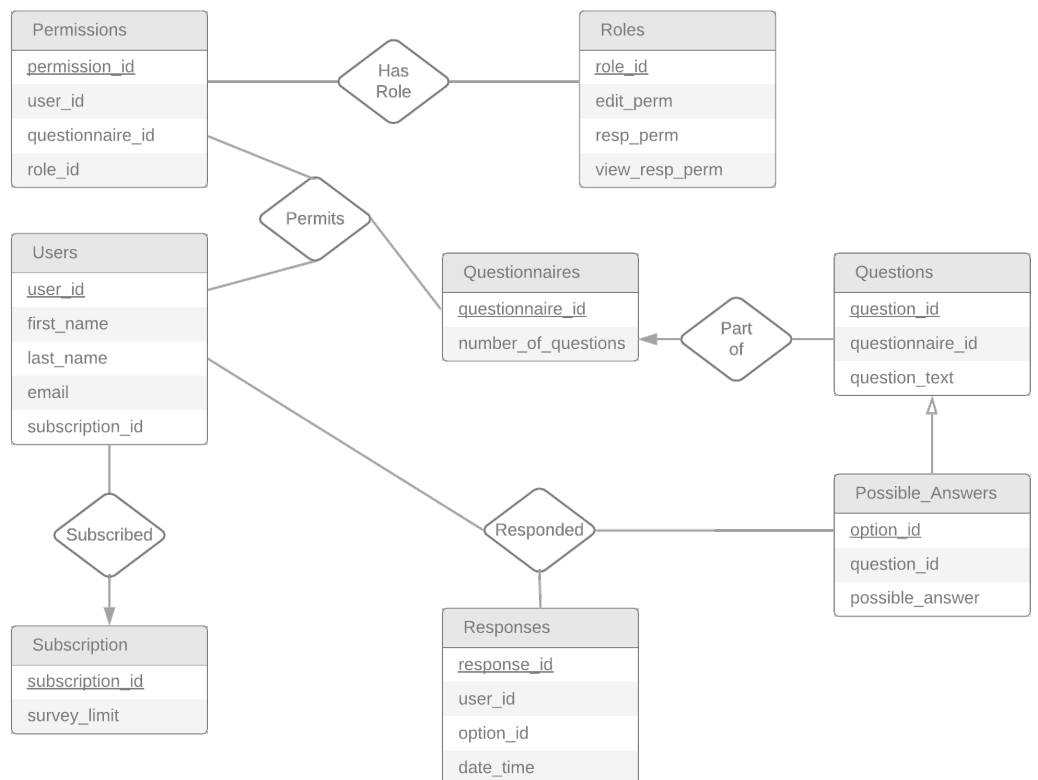 Permissions
permission_id
user_id
questionnaire_id
role_id
Has
Role
Roles
role_id
edit_perm
resp_perm
view_resp_perm
Permits
Users
user_id
first_name
last_name
email
subscription_id
Questionnaires
questionnaire_id
number_of_questions
Part
of
Questions
question_id
questionnaire_id
question_text
Subscribed
Responded
Possible_Answers
option_id
question_id
possible_answer
Subscription
subscription_id
survey_limit
Responses
response_id
user_id
option_id
date_time